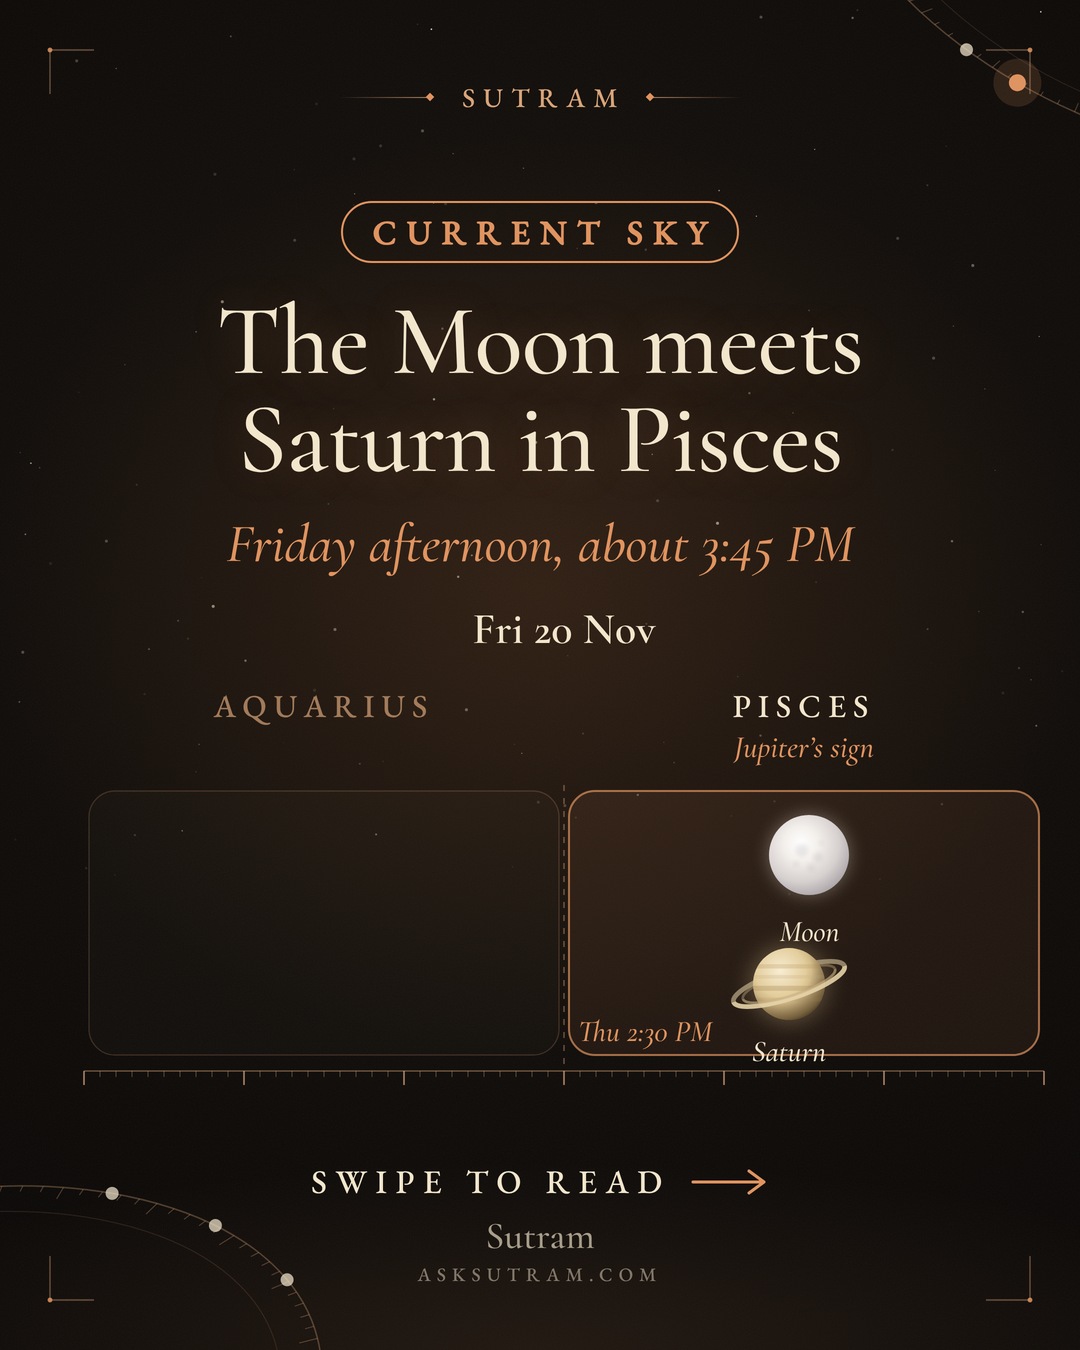 SUTRAM
CURRENT SKY
The Moon meets
Saturn in Pisces
Friday afternoon, about 3:45 PM
Fri 20 Nov
AQUARIUS
PISCES
Jupiter’s sign
Moon
Thu 2:30 PM
Saturn
SWIPE TO READ
Sutram
ASKSUTRAM.COM